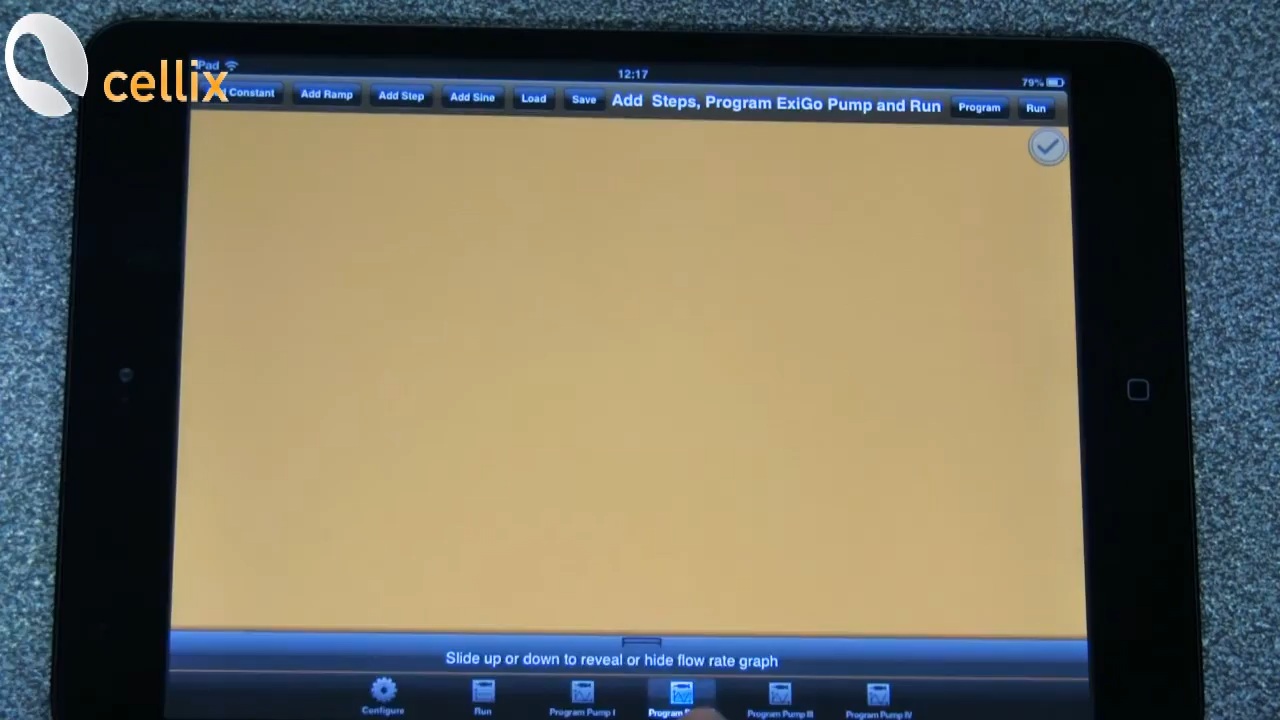 cellix
iPad
12:17
79%
Constant
Add Ramp
Add Step
Add Sine
Load
Save
Add Steps, Program ExiGo Pump and Run
Program
Run
Slide up or down to reveal or hide flow rate graph
Configure
Run
Program Pump I
Program
Program Pump III
Program Pump IV